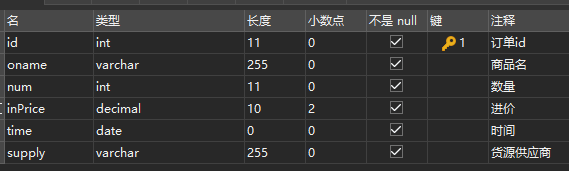 名 类型 长度 小数点 不是 null 键 注释
id int 11 0 1 订单id
oname varchar 255 0 商品名
num int 11 0 数量
inPrice decimal 10 2 进价
time date 0 0 时间
supply varchar 255 0 货源供应商